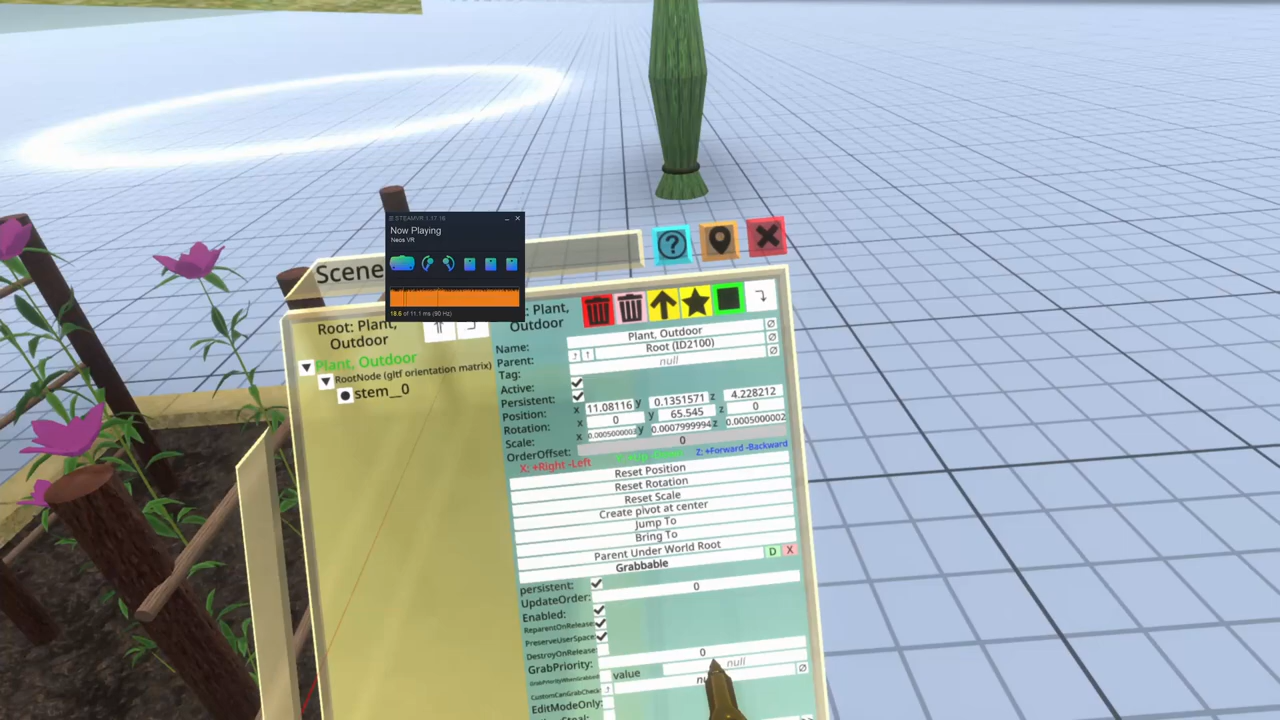 STEAMVR 1.17.16
Now Playing
Neos VR
18.6 of 11.1 ms (90 Hz)
Scene
Root: Plant,
Outdoor
Plant, Outdoor
RootNode (gltf orientation matrix)
stem__0
: Plant,
Outdoor
Name: Plant, Outdoor
Parent: Root (ID2100)
Tag: null
Active:
Persistent:
Position: x 11.08116 y 0.1351571 z 4.228212
Rotation: x 0 y 65.545 z 0
Scale: x 0.0005000003 y 0.0007999994 z 0.0005000002
OrderOffset: 0
X: +Right -Left Z: +Forward -Backward
Reset Position
Reset Rotation
Reset Scale
Create pivot at center
Jump To
Bring To
Parent Under World Root
Grabbable D X
persistent:
UpdateOrder: 0
Enabled:
ReparentOnRelease:
PreserveUserSpace:
DestroyOnRelease:
GrabPriority: 0
value null
CustomCanGrabCheck:
EditModeOnly: